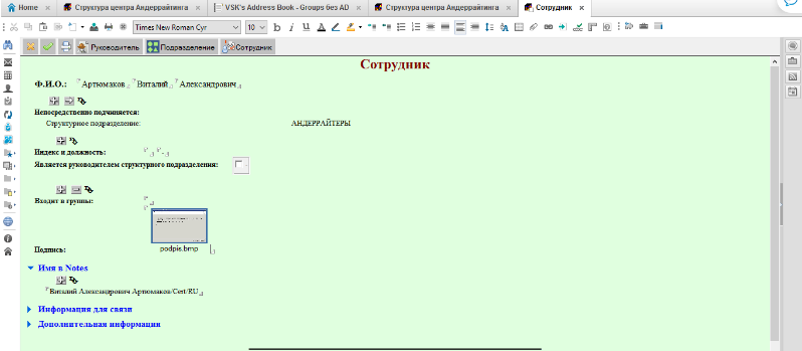 Home × Структура центра Андеррайтинга × VSK's Address Book - Groups без AD × Структура центра Андеррайтинга × Сотрудник ×
Times New Roman Cyr 10 b i U A
Руководитель Подразделение Сотрудник
Сотрудник
Ф.И.О.: Артюмаков Виталий Александрович
Непосредственно подчиняется:
Структурное подразделение: АНДЕРРАЙТЕРЫ
Индекс и должность: -
Является руководителем структурного подразделения:
Входит в группы:
podpis.bmp
Подпись:
Имя в Notes
Виталий Александрович Артюмаков/Cert/RU
Информация для связи
Дополнительная информация